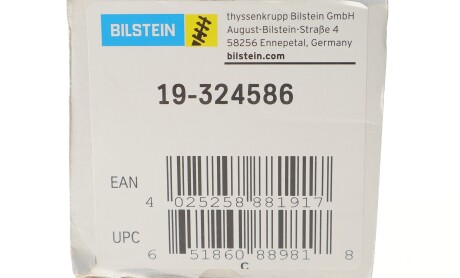 BILSTEIN
thyssenkrupp Bilstein GmbH
August-Bilstein-Straße 4
58256 Ennepetal, Germany
bilstein.com
19-324586
EAN
4 025258 881917
UPC
6 51860 88981 8
C